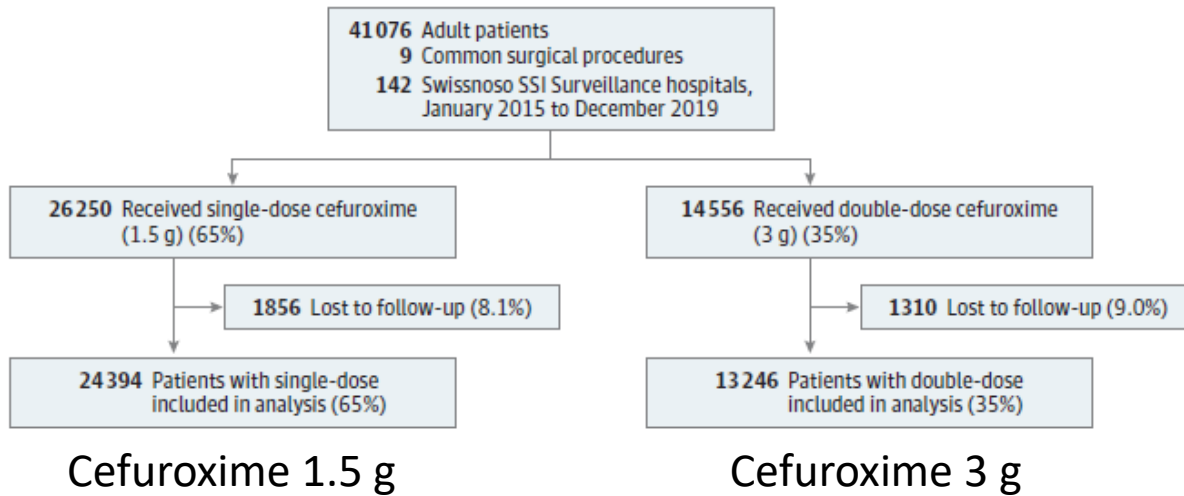 41076 Adult patients
9 Common surgical procedures
142 Swissnoso SSI Surveillance hospitals,
January 2015 to December 2019
26250 Received single-dose cefuroxime
(1.5 g) (65%)
14556 Received double-dose cefuroxime
(3 g) (35%)
1856 Lost to follow-up (8.1%)
1310 Lost to follow-up (9.0%)
24394 Patients with single-dose
included in analysis (65%)
13246 Patients with double-dose
included in analysis (35%)
Cefuroxime 1.5 g
Cefuroxime 3 g